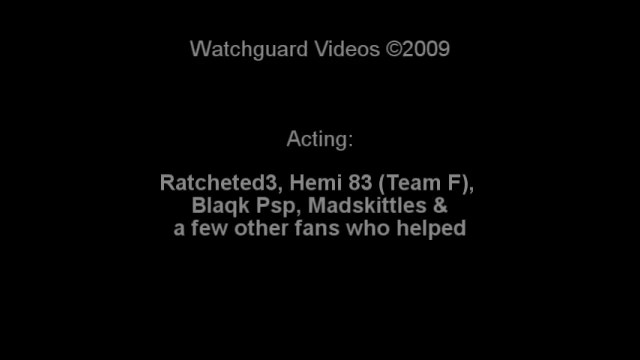 Watchguard Videos ©2009
Acting:
Ratcheted3, Hemi 83 (Team F),
Blaqk Psp, Madskittles &
a few other fans who helped